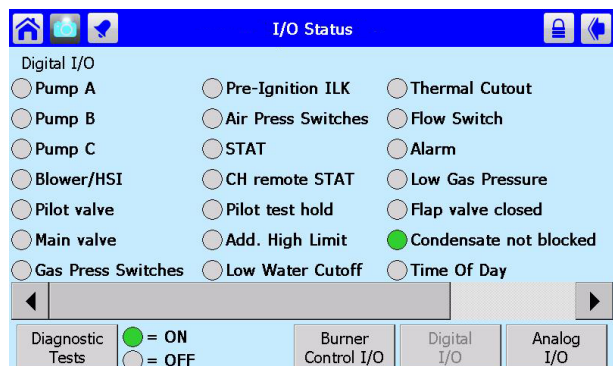 I/O Status
Digital I/O
Pump A Pre-Ignition ILK Thermal Cutout
Pump B Air Press Switches Flow Switch
Pump C STAT Alarm
Blower/HSI CH remote STAT Low Gas Pressure
Pilot valve Pilot test hold Flap valve closed
Main valve Add. High Limit Condensate not blocked
Gas Press Switches Low Water Cutoff Time Of Day
Diagnostic Tests = ON Burner Control I/O Digital I/O Analog I/O
= OFF